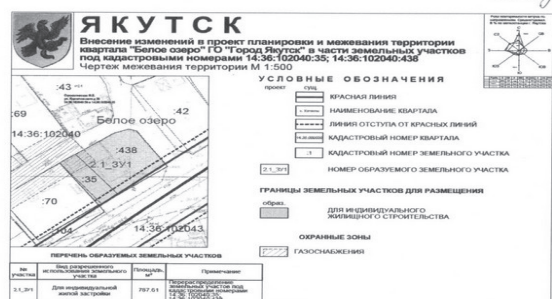 ЯКУТСК
Внесение изменений в проект планировки и межевания территории
квартала "Белое озеро" ГО "Город Якутск" в части земельных участков
под кадастровыми номерами 14:36:102040:35; 14:36:102040:438
Чертеж межевания территории М 1:500
УСЛОВНЫЕ ОБОЗНАЧЕНИЯ
проект
сущ.
КРАСНАЯ ЛИНИЯ
НАИМЕНОВАНИЕ КВАРТАЛА
ЛИНИЯ ОТСТУПА ОТ КРАСНЫХ ЛИНИЙ
КАДАСТРОВЫЙ НОМЕР КВАРТАЛА
:1
КАДАСТРОВЫЙ НОМЕР ЗЕМЕЛЬНОГО УЧАСТКА
2.1_ЗУ1
НОМЕР ОБРАЗУЕМОГО ЗЕМЕЛЬНОГО УЧАСТКА
ГРАНИЦЫ ЗЕМЕЛЬНЫХ УЧАСТКОВ ДЛЯ РАЗМЕЩЕНИЯ
образ.
ДЛЯ ИНДИВИДУАЛЬНОГО
ЖИЛИЩНОГО СТРОИТЕЛЬСТВА
ОХРАННЫЕ ЗОНЫ
ГАЗОСНАБЖЕНИЯ
:43
:42
:69
14:36:102040
Белое озеро
:438
2.1_ЗУ1
:35
:70
14:36:102043
ПЕРЕЧЕНЬ ОБРАЗУЕМЫХ ЗЕМЕЛЬНЫХ УЧАСТКОВ
№ участка
Вид разрешенного
использования земельного
участка
Площадь,
м²
Примечание
2.1_ЗУ1
Для индивидуальной
жилой застройки
787.61
Перераспределение
земельных участков под
кадастровыми номерами
14:36:102040:35;